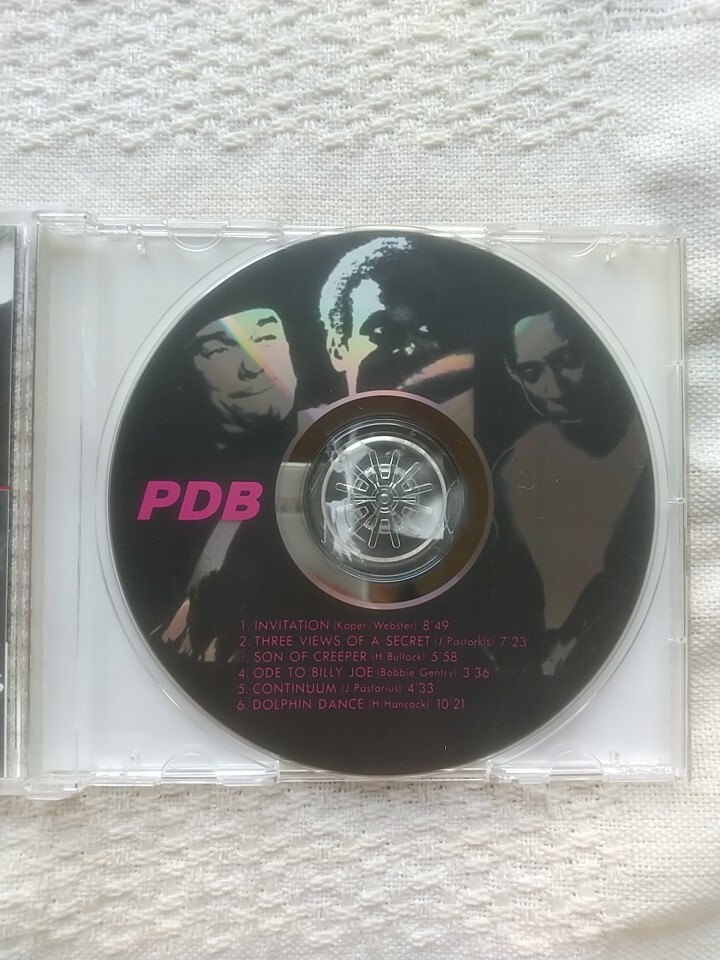 PDB
1. INVITATION (Kaper. Webster) 8'49
2. THREE VIEWS OF A SECRET (J. Pastorkis) 7'23
3. SON OF CREEPER (H. Bullock) 5'58
4. ODE TO BILLY JOE (Bobbie Gentry) 3'36
5. CONTINUUM (J. Pastorius) 4'33
6. DOLPHIN DANCE (H. Hancock) 10'21